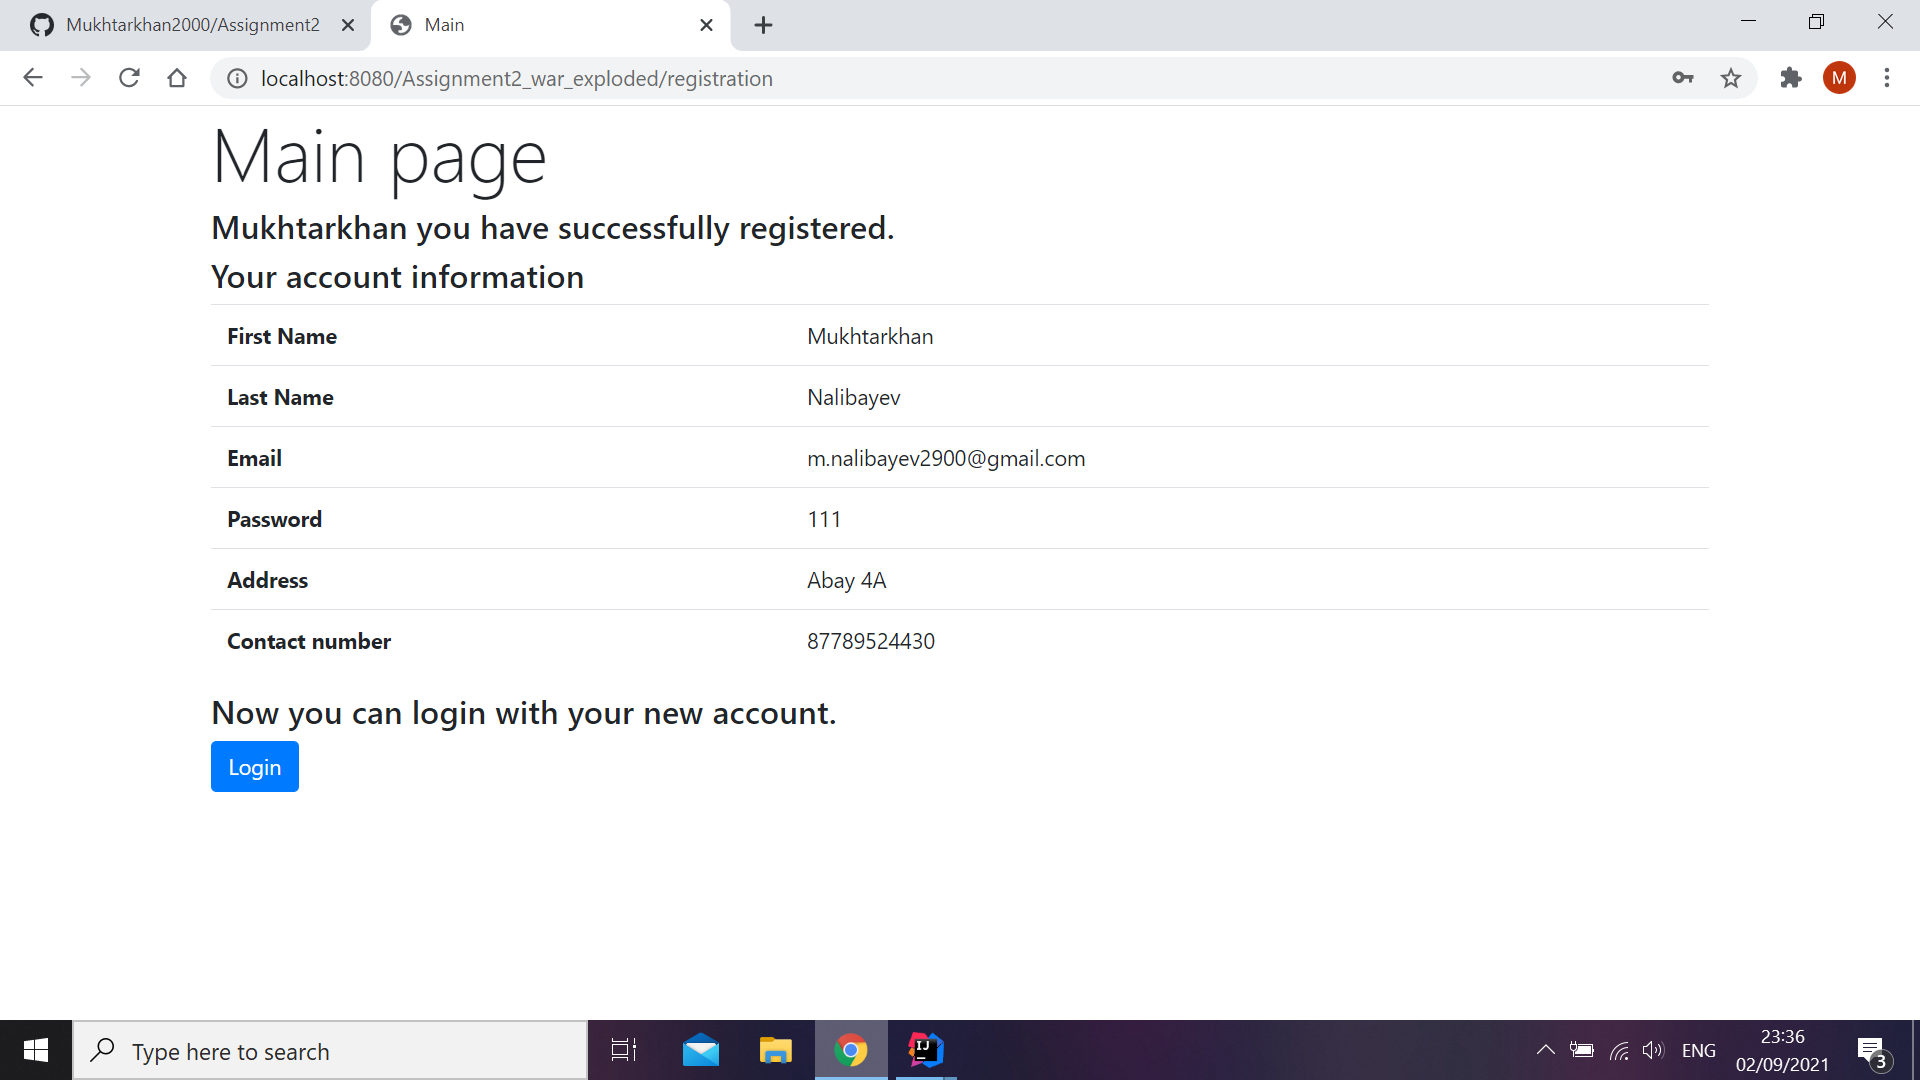 Mukhtarkhan2000/Assignment2
Main
localhost:8080/Assignment2_war_exploded/registration
M
Main page
Mukhtarkhan you have successfully registered.
Your account information
First Name Mukhtarkhan
Last Name Nalibayev
Email m.nalibayev2900@gmail.com
Password 111
Address Abay 4A
Contact number 87789524430
Now you can login with your new account.
Login
Type here to search
IJ
ENG
23:36
02/09/2021
3